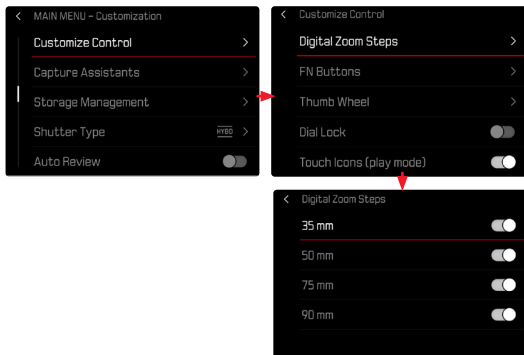 MAIN MENU - Customization
Customize Control
Capture Assistants
Storage Management
Shutter Type
HYBD
Auto Review
Customize Control
Digital Zoom Steps
FN Buttons
Thumb Wheel
Dial Lock
Touch Icons (play mode)
Digital Zoom Steps
35 mm
50 mm
75 mm
90 mm